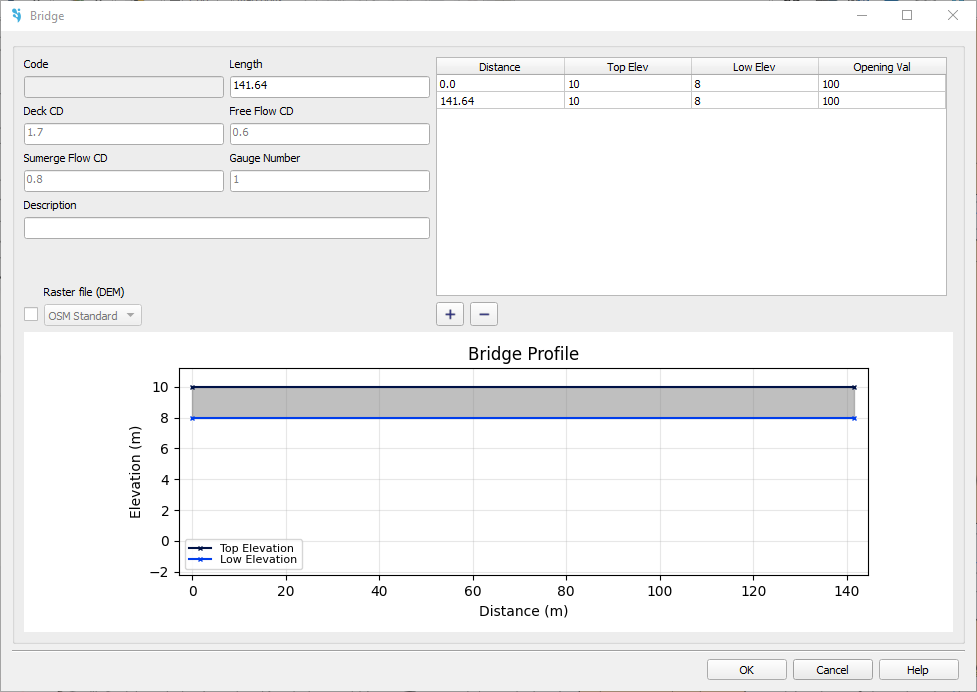 Bridge
Code Length
141.64
Deck CD Free Flow CD
1.7 0.6
Sumerge Flow CD Gauge Number
0.8 1
Description
Distance Top Elev Low Elev Opening Val
0.0 10 8 100
141.64 10 8 100
Raster file (DEM)
OSM Standard
+ −
Bridge Profile
Elevation (m)
10
8
6
4
2
0
−2
Top Elevation
Low Elevation
0 20 40 60 80 100 120 140
Distance (m)
OK Cancel Help